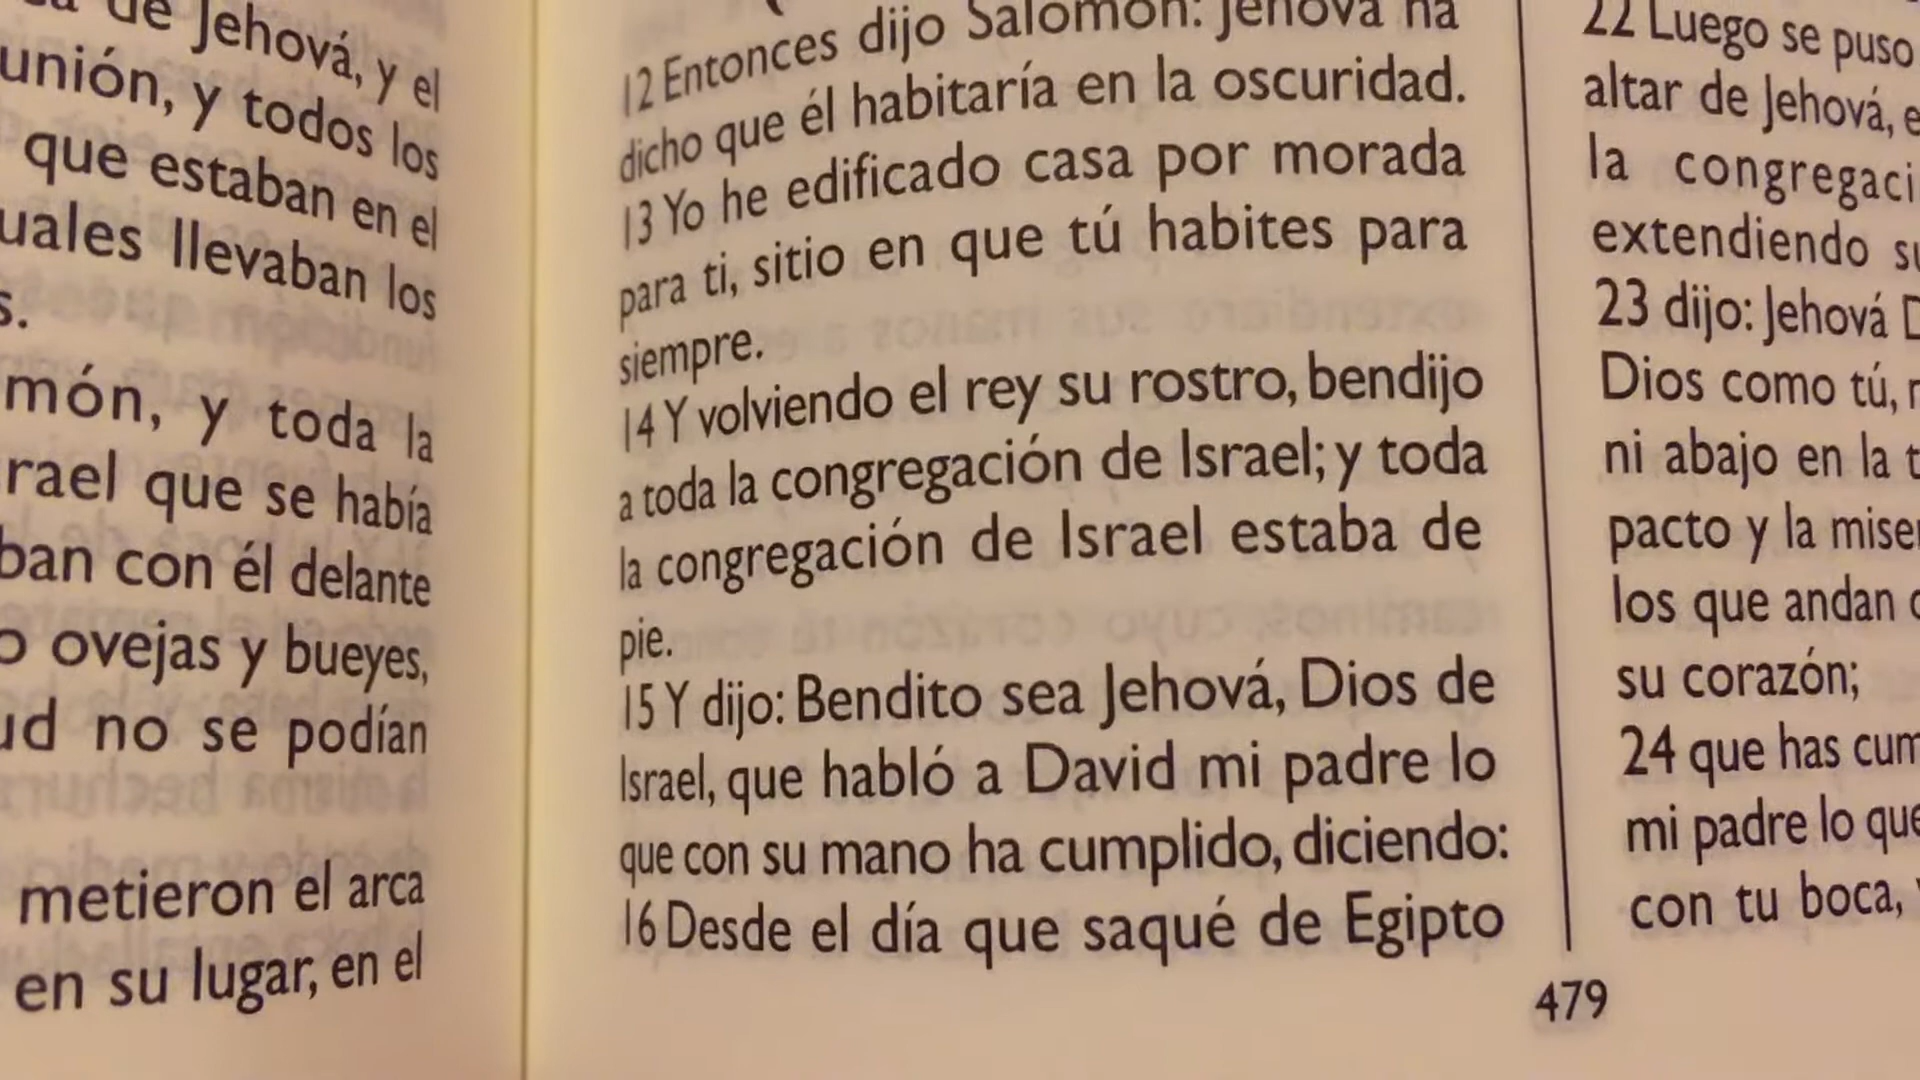 de Jehová, y el
unión, y todos los
que estaban en el
uales llevaban los
s.
món, y toda la
rael que se había
ban con él delante
o ovejas y bueyes,
ud no se podían
metieron el arca
en su lugar, en el
12 Entonces dijo Salomón: Jehová ha
dicho que él habitaría en la oscuridad.
13 Yo he edificado casa por morada
para ti, sitio en que tú habites para
siempre.
14 Y volviendo el rey su rostro, bendijo
a toda la congregación de Israel; y toda
la congregación de Israel estaba de
pie.
15 Y dijo: Bendito sea Jehová, Dios de
Israel, que habló a David mi padre lo
que con su mano ha cumplido, diciendo:
16 Desde el día que saqué de Egipto
22 Luego se puso
altar de Jehová, e
la congregaci
extendiendo su
23 dijo: Jehová D
Dios como tú, n
ni abajo en la t
pacto y la mise
los que andan
su corazón;
24 que has cum
mi padre lo que
con tu boca,
479